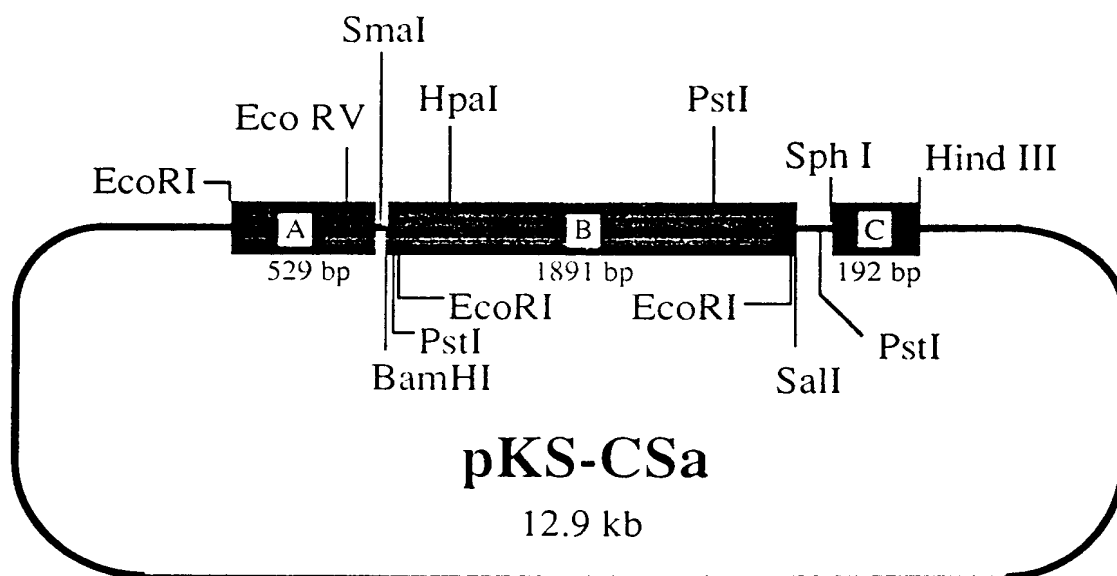 SmaI
HpaI
PstI
Eco RV
Sph I
Hind III
EcoRI
A
B
C
529 bp
1891 bp
192 bp
EcoRI
EcoRI
PstI
PstI
BamHI
SalI
pKS-CSa
12.9 kb